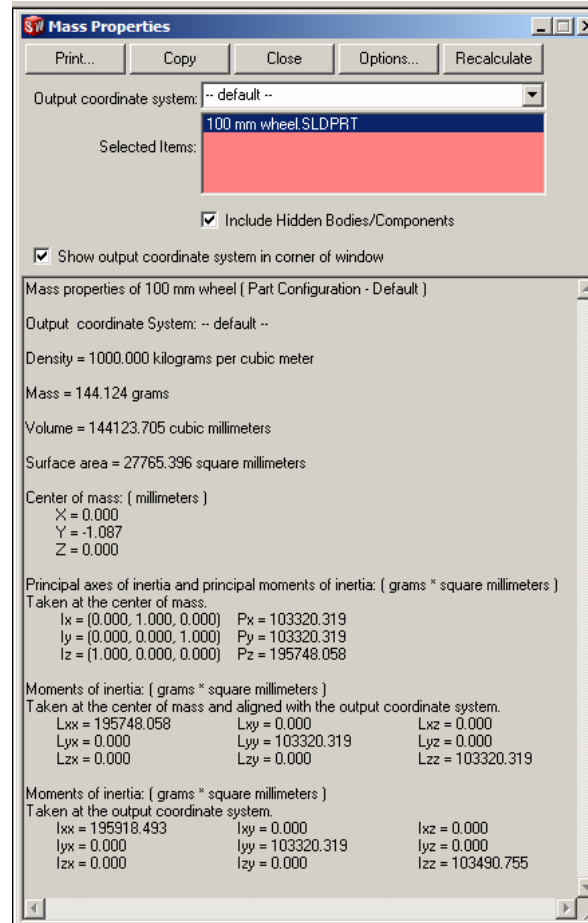 Mass Properties
Print... Copy Close Options... Recalculate
Output coordinate system: -- default --
100 mm wheel.SLDPRT
Selected Items:
Include Hidden Bodies/Components
Show output coordinate system in corner of window
Mass properties of 100 mm wheel ( Part Configuration - Default )
Output coordinate System: -- default --
Density = 1000.000 kilograms per cubic meter
Mass = 144.124 grams
Volume = 144123.705 cubic millimeters
Surface area = 27765.396 square millimeters
Center of mass: ( millimeters )
X = 0.000
Y = -1.087
Z = 0.000
Principal axes of inertia and principal moments of inertia: ( grams * square millimeters )
Taken at the center of mass.
Ix = (0.000, 1.000, 0.000) Px = 103320.319
Iy = (0.000, 0.000, 1.000) Py = 103320.319
Iz = (1.000, 0.000, 0.000) Pz = 195748.058
Moments of inertia: ( grams * square millimeters )
Taken at the center of mass and aligned with the output coordinate system.
Lxx = 195748.058 Lxy = 0.000 Lxz = 0.000
Lyx = 0.000 Lyy = 103320.319 Lyz = 0.000
Lzx = 0.000 Lzy = 0.000 Lzz = 103320.319
Moments of inertia: ( grams * square millimeters )
Taken at the output coordinate system.
Ixx = 195918.493 Ixy = 0.000 Ixz = 0.000
Iyx = 0.000 Iyy = 103320.319 Iyz = 0.000
Izx = 0.000 Izy = 0.000 Izz = 103490.755